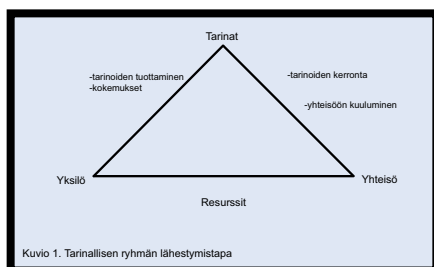 Tarinat
-tarinoiden tuottaminen
-kokemukset
-tarinoiden kerronta
-yhteisöön kuuluminen
Yksilö
Yhteisö
Resurssit
Kuvio 1. Tarinallisen ryhmän lähestymistapa